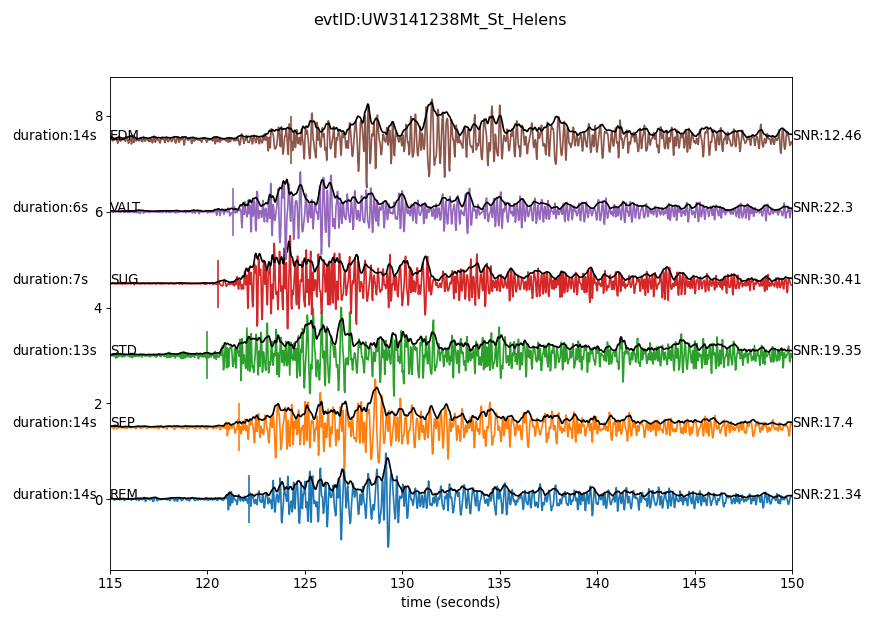 evtID:UW3141238Mt_St_Helens
8
duration:14s EDM SNR:12.46
duration:6s VALT SNR:22.3
6
duration:7s SUG SNR:30.41
4
duration:13s STD SNR:19.35
2
duration:14s SEP SNR:17.4
duration:14s REM SNR:21.34
0
115 120 125 130 135 140 145 150
time (seconds)